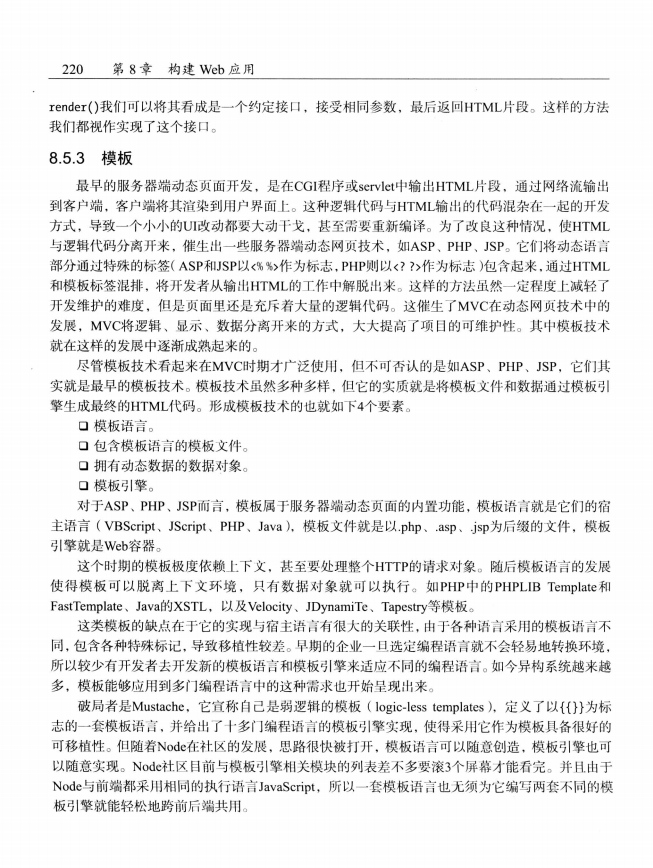 220 第 8 章 构建 Web 应用
render()我们可以将其看成是一个约定接口，接受相同参数，最后返回HTML片段。这样的方法
我们都视作实现了这个接口。
8.5.3 模板
最早的服务器端动态页面开发，是在CGI程序或servlet中输出HTML片段，通过网络流输出
到客户端，客户端将其渲染到用户界面上。这种逻辑代码与HTML输出的代码混杂在一起的开发
方式，导致一个小小的UI改动都要大动干戈，甚至需要重新编译。为了改良这种情况，使HTML
与逻辑代码分离开来，催生出一些服务器端动态网页技术，如ASP、PHP、JSP。它们将动态语言
部分通过特殊的标签（ASP和JSP以<% %>作为标志，PHP则以<? ?>作为标志）包含起来，通过HTML
和模板标签混排，将开发者从输出HTML的工作中解脱出来。这样的方法虽然一定程度上减轻了
开发维护的难度，但是页面里还是充斥着大量的逻辑代码。这催生了MVC在动态网页技术中的
发展，MVC将逻辑、显示、数据分离开来的方式，大大提高了项目的可维护性。其中模板技术
就在这样的发展中逐渐成熟起来的。
尽管模板技术看起来在MVC时期才广泛使用，但不可否认的是如ASP、PHP、JSP，它们其
实就是最早的模板技术。模板技术虽然多种多样，但它的实质就是将模板文件和数据通过模板引
擎生成最终的HTML代码。形成模板技术的也就如下4个要素。
❑ 模板语言。
❑ 包含模板语言的模板文件。
❑ 拥有动态数据的数据对象。
❑ 模板引擎。
对于ASP、PHP、JSP而言，模板属于服务器端动态页面的内置功能，模板语言就是它们的宿
主语言（VBScript、JScript、PHP、Java），模板文件就是以.php、.asp、.jsp为后缀的文件，模板
引擎就是Web容器。
这个时期的模板极度依赖上下文，甚至要处理整个HTTP的请求对象。随后模板语言的发展
使得模板可以脱离上下文环境，只有数据对象就可以执行。如PHP中的PHPLIB Template和
FastTemplate、Java的XSTL，以及Velocity、JDynamiTe、Tapestry等模板。
这类模板的缺点在于它的实现与宿主语言有很大的关联性，由于各种语言采用的模板语言不
同，包含各种特殊标记，导致移植性较差。早期的企业一旦选定编程语言就不会轻易地转换环境，
所以较少有开发者去开发新的模板语言和模板引擎来适应不同的编程语言。如今异构系统越来越
多，模板能够应用到多门编程语言中的这种需求也开始呈现出来。
破局者是Mustache，它宣称自己是弱逻辑的模板（logic-less templates），定义了以{{}}为标
志的一套模板语言，并给出了十多门编程语言的模板引擎实现，使得采用它作为模板具备很好的
可移植性。但随着Node在社区的发展，思路很快被打开，模板语言可以随意创造，模板引擎也可
以随意实现。Node社区目前与模板引擎相关模块的列表差不多要滚3个屏幕才能看完。并且由于
Node与前端都采用相同的执行语言JavaScript，所以一套模板语言也无须为它编写两套不同的模
板引擎就能轻松地跨前后端共用。